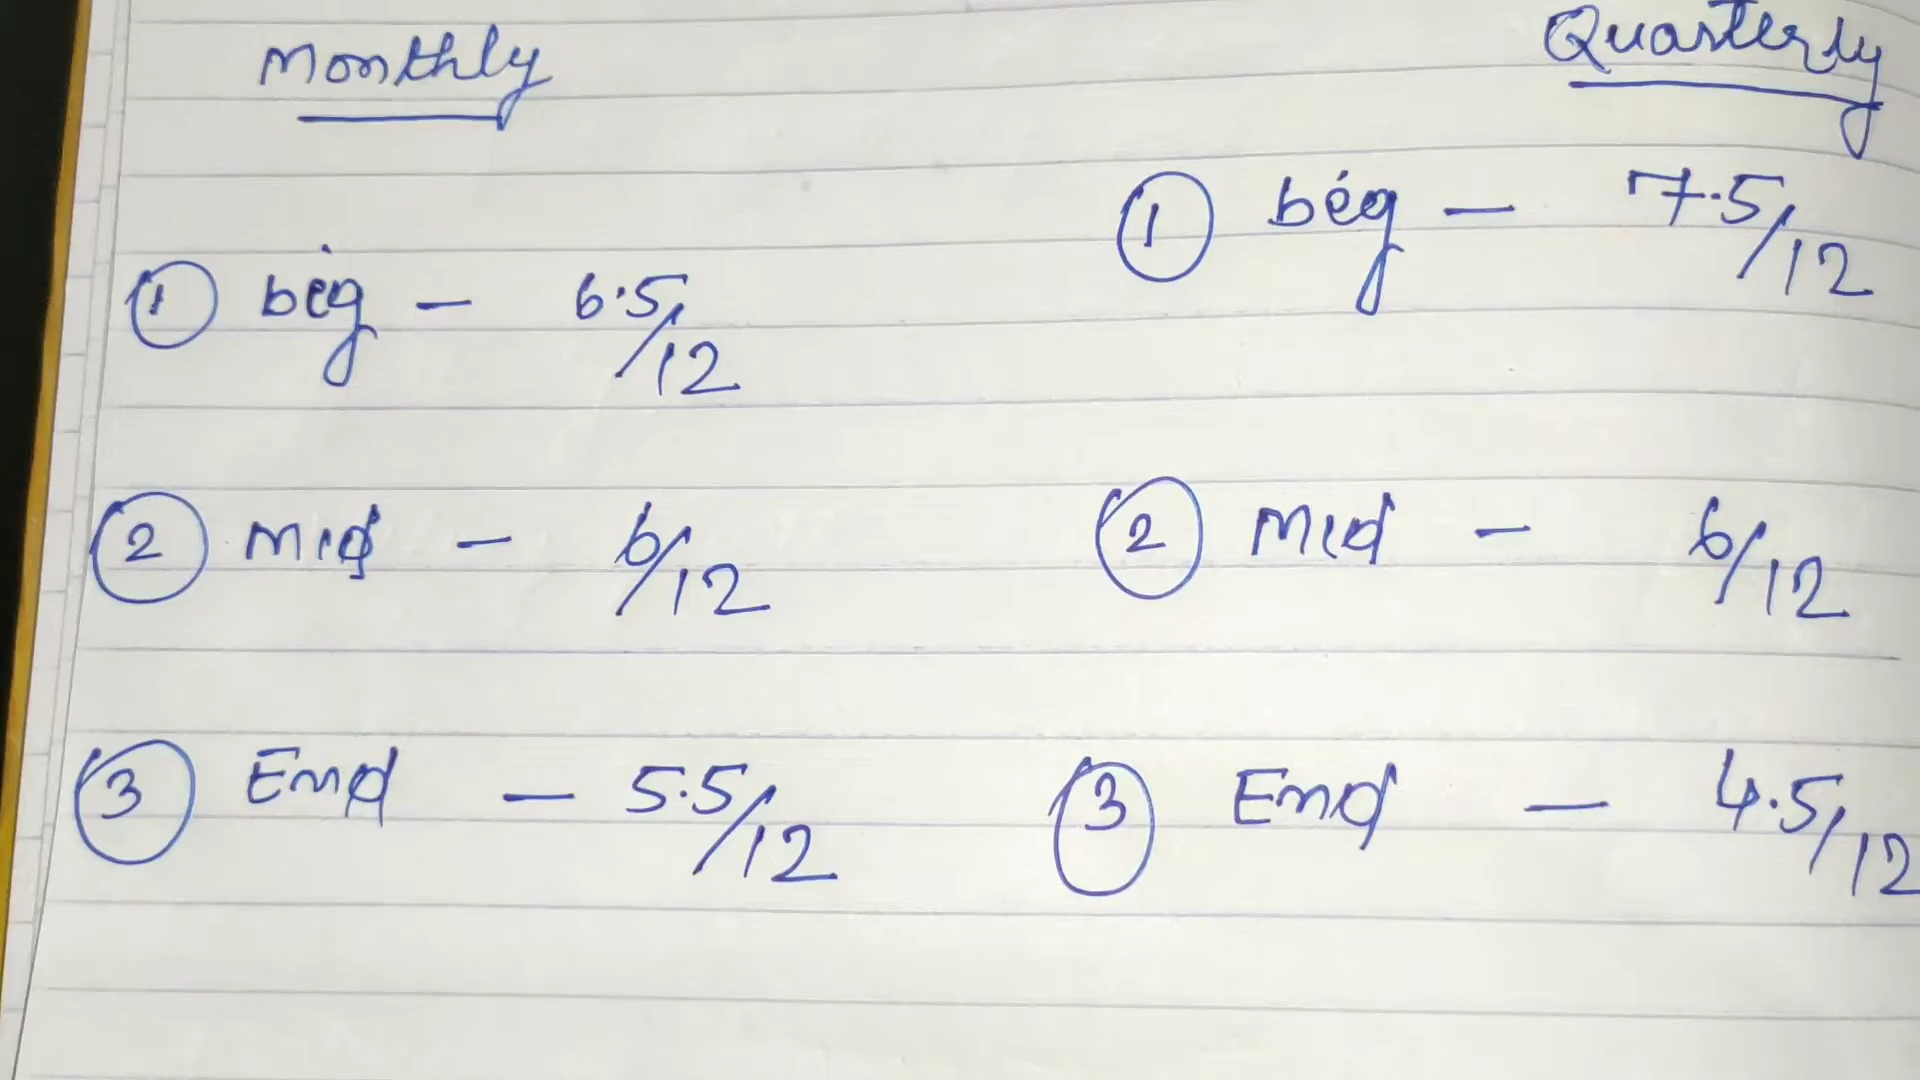 Monthly
① beg - 6.5/12
② Mid - 6/12
③ End - 5.5/12
Quarterly
① beg - 7.5/12
② Mid - 6/12
③ End - 4.5/12